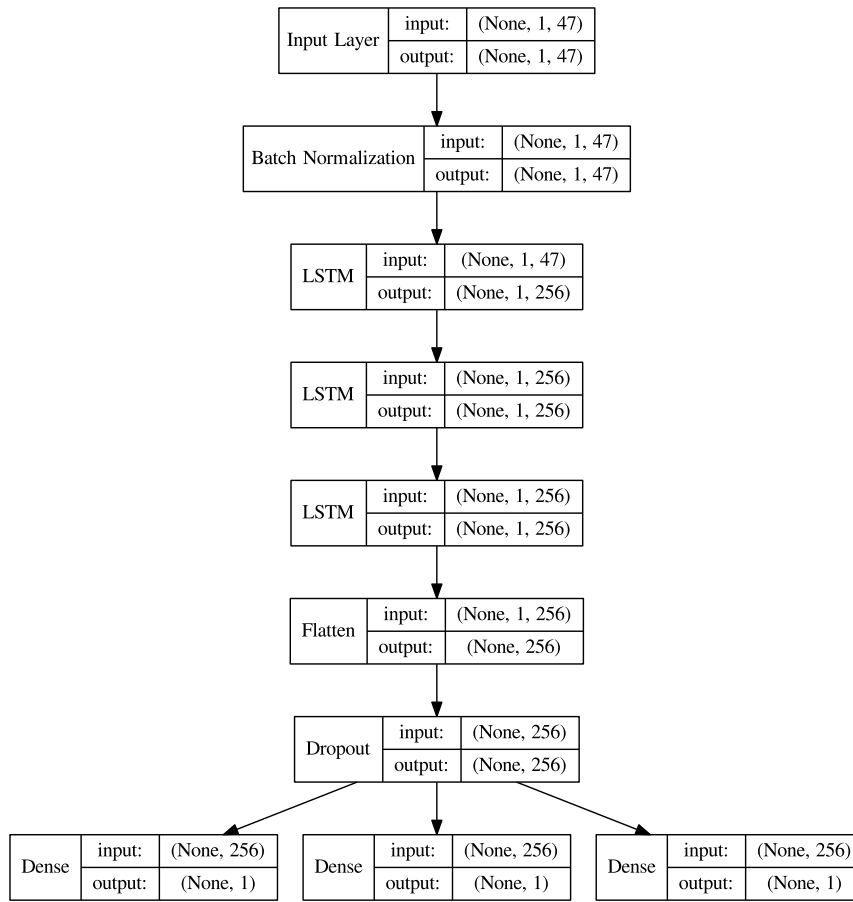 Input Layer input: (None, 1, 47)
output: (None, 1, 47)
Batch Normalization input: (None, 1, 47)
output: (None, 1, 47)
LSTM input: (None, 1, 47)
output: (None, 1, 256)
LSTM input: (None, 1, 256)
output: (None, 1, 256)
LSTM input: (None, 1, 256)
output: (None, 1, 256)
Flatten input: (None, 1, 256)
output: (None, 256)
Dropout input: (None, 256)
output: (None, 256)
Dense input: (None, 256)
output: (None, 1)
Dense input: (None, 256)
output: (None, 1)
Dense input: (None, 256)
output: (None, 1)